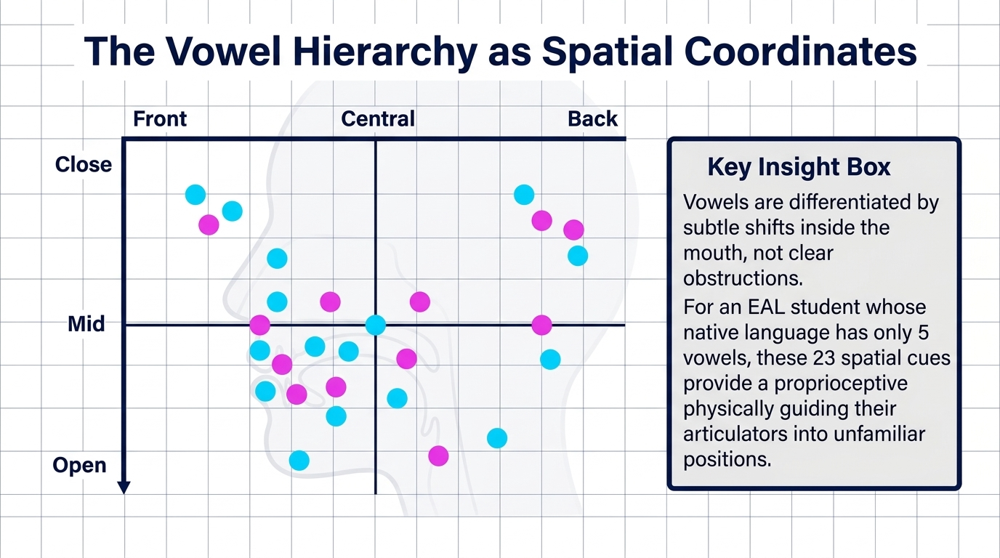 The Vowel Hierarchy as Spatial Coordinates
Front
Central
Back
Close
Mid
Open
Key Insight Box
Vowels are differentiated by
subtle shifts inside the
mouth, not clear
obstructions.
For an EAL student whose
native language has only 5
vowels, these 23 spatial cues
provide a proprioceptive
physically guiding their
articulators into unfamiliar
positions.